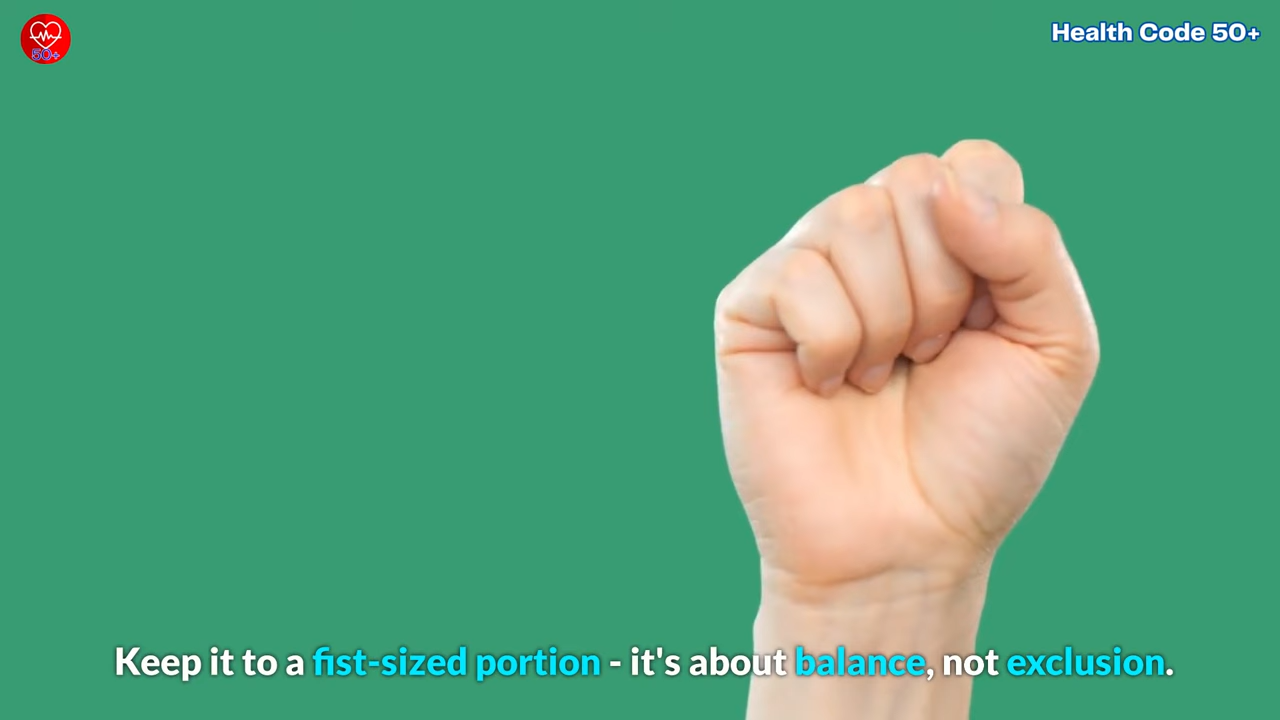 50+
Health Code 50+
Keep it to a fist-sized portion - it's about balance, not exclusion.